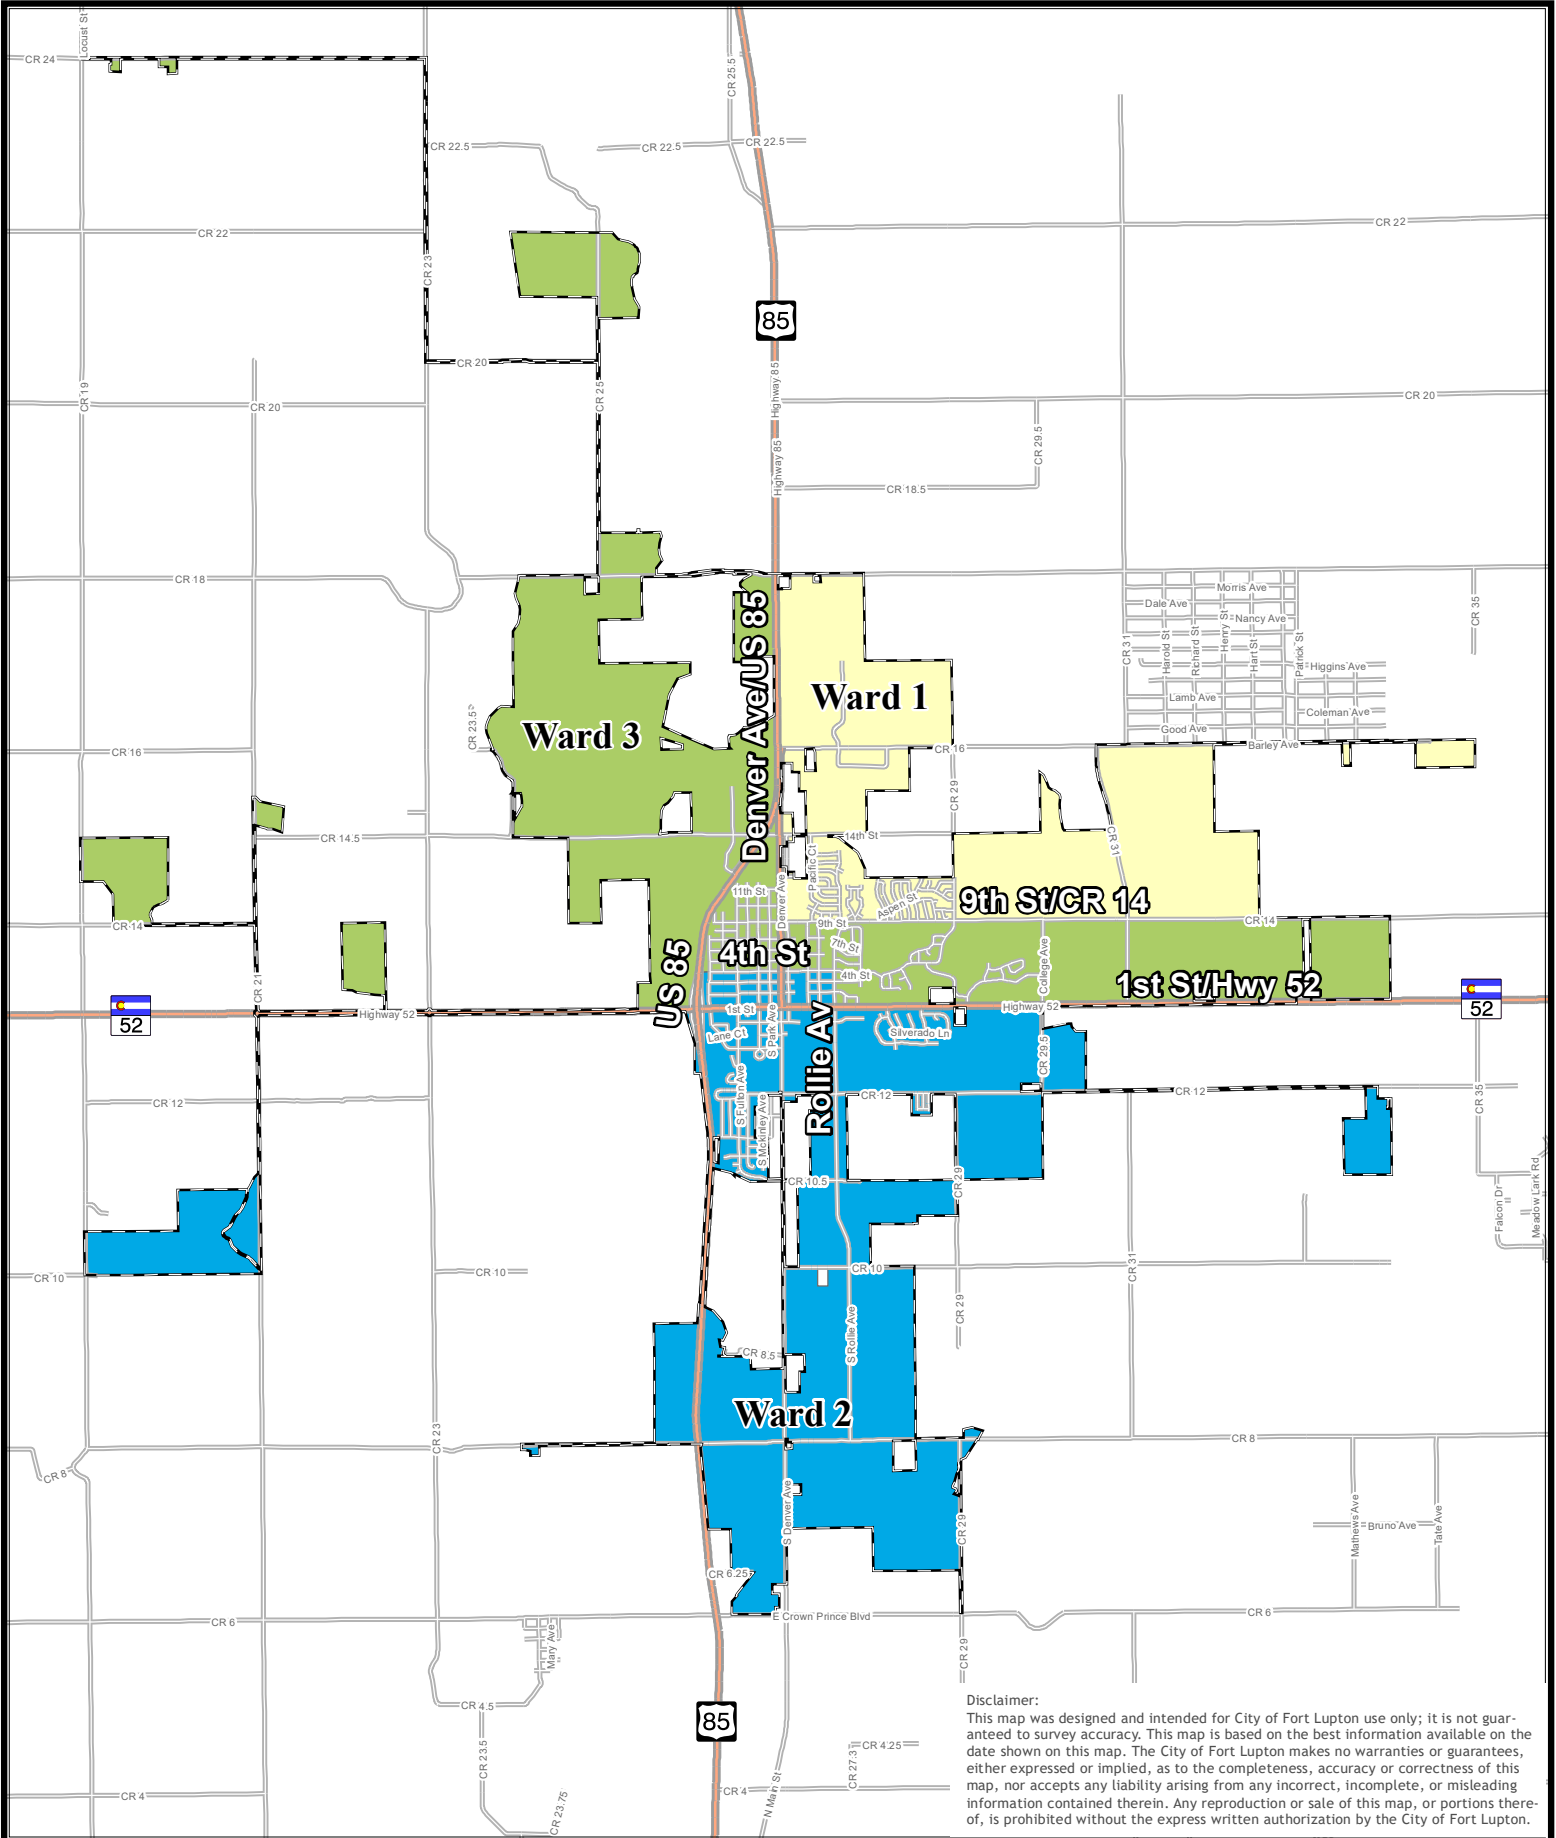 Locust St
CR 24
CR 25.5
CR 22.5
CR 22.5
CR 22.5
CR 22
CR 22
CR 23
85
CR 20
CR 19
CR 20
CR 25
Highway 85
CR 20
CR 29.5
Highway 85
CR 18.5
CR 18
Morris Ave
Dale Ave
Nancy Ave
CR 35
Harold St
Richard St
Henry St
Hart St
Patrick St
CR 31
Higgins Ave
Lamb Ave
Coleman Ave
Good Ave
Barley Ave
Denver Ave/US 85
Ward 1
Ward 3
CR 23.5
CR 16
CR 16
CR 29
CR 14.5
14th St
CR 31
Pacific Ct
11th St
Denver Ave
Aspen St
9th St/CR 14
9th St
CR 14
CR 14
7th St
4th St
US 85
4th St
College Ave
1st St/Hwy 52
CR 21
52
Highway 52
1st St
Highway 52
52
Lane Ct
S Park Ave
Rollie Av
Silverado Ln
CR 29.5
S Fulton Ave
S Mckinley Ave
CR 12
CR 12
CR 12
CR 35
CR 10.5
CR 29
Falcon Dr
Meadow Lark Rd
CR 10
CR 10
CR 10
CR 31
CR 29
S Rollie Ave
CR 8.5
Ward 2
CR 23
CR 8
CR 8
S Denver Ave
CR 29
Mathews Ave
Bruno Ave
Tate Ave
CR 6.25
CR 6
E Crown Prince Blvd
CR 6
Mary Ave
CR 29
CR 4.5
85
CR 23.5
CR 4.25
CR 27.3
CR 4
CR 4
N Main St
CR 23.75
Disclaimer:
This map was designed and intended for City of Fort Lupton use only; it is not guar-
anteed to survey accuracy. This map is based on the best information available on the
date shown on this map. The City of Fort Lupton makes no warranties or guarantees,
either expressed or implied, as to the completeness, accuracy or correctness of this
map, nor accepts any liability arising from any incorrect, incomplete, or misleading
information contained therein. Any reproduction or sale of this map, or portions there-
of, is prohibited without the express written authorization by the City of Fort Lupton.